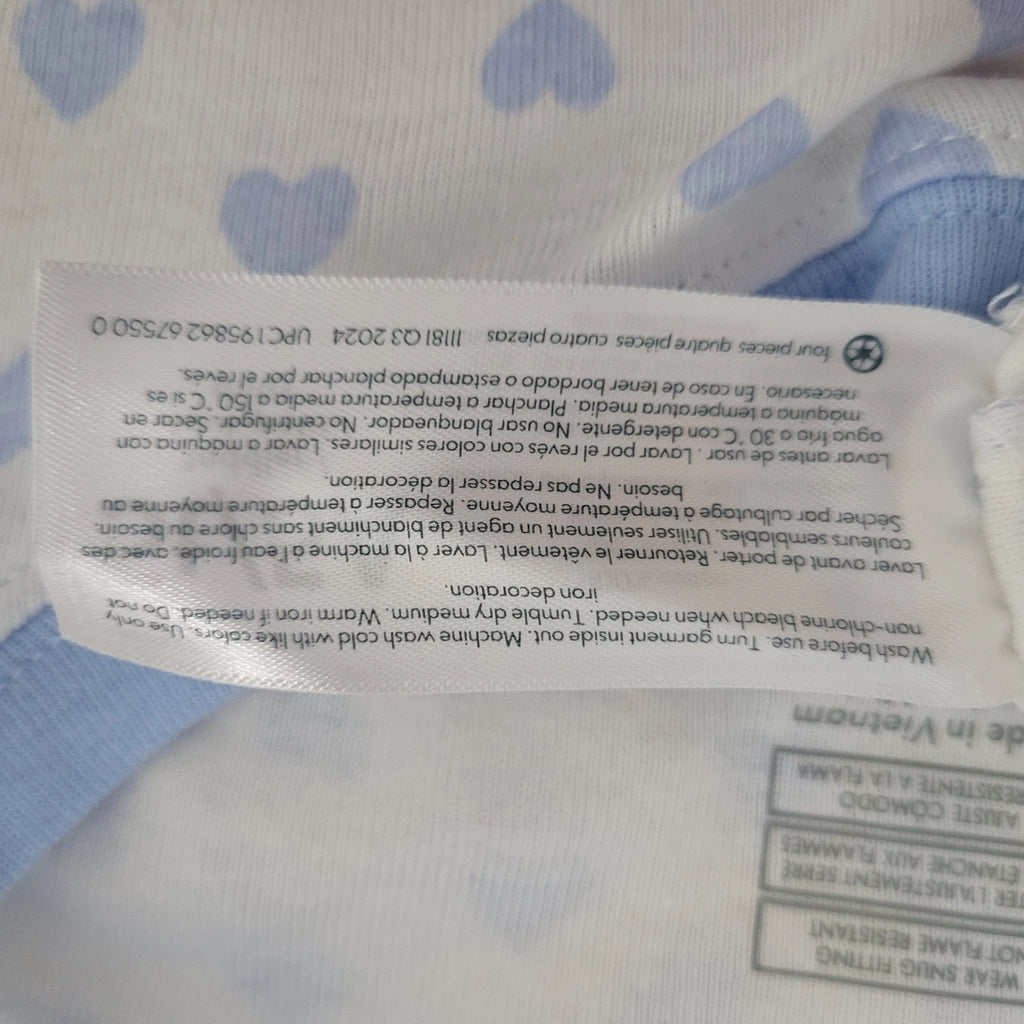 Wash before use. Turn garment inside out. Machine wash cold with like colors. Use only
non-chlorine bleach when needed. Tumble dry medium. Warm iron if needed. Do not
iron decoration.
Laver avant de porter. Retourner le vêtement. Laver à la machine à l'eau froide, avec des
couleurs semblables. Utiliser seulement un agent de blanchiment sans chlore au besoin.
Sécher par culbutage à température moyenne. Repasser à température moyenne au
besoin. Ne pas repasser la décoration.
Lavar antes de usar. Lavar por el revés con colores similares. Lavar a máquina con
agua fría a 30 °C con detergente. No usar blanqueador. No centrifugar. Secar en
máquina a temperatura media. Planchar a temperatura media a 150 °C si es
necesario. En caso de tener bordado o estampado planchar por el revés.
four pieces quatre pièces cuatro piezas 11181 Q3 2024 UPC 1 95862 67550 0
WEAR SNUG FITTING
NOT FLAME RESISTANT
L'AJUSTEMENT SERRÉ
ÉTANCHE AUX FLAMMES
AJUSTE CÓMODO
A LA FLAMA
in Vietnam